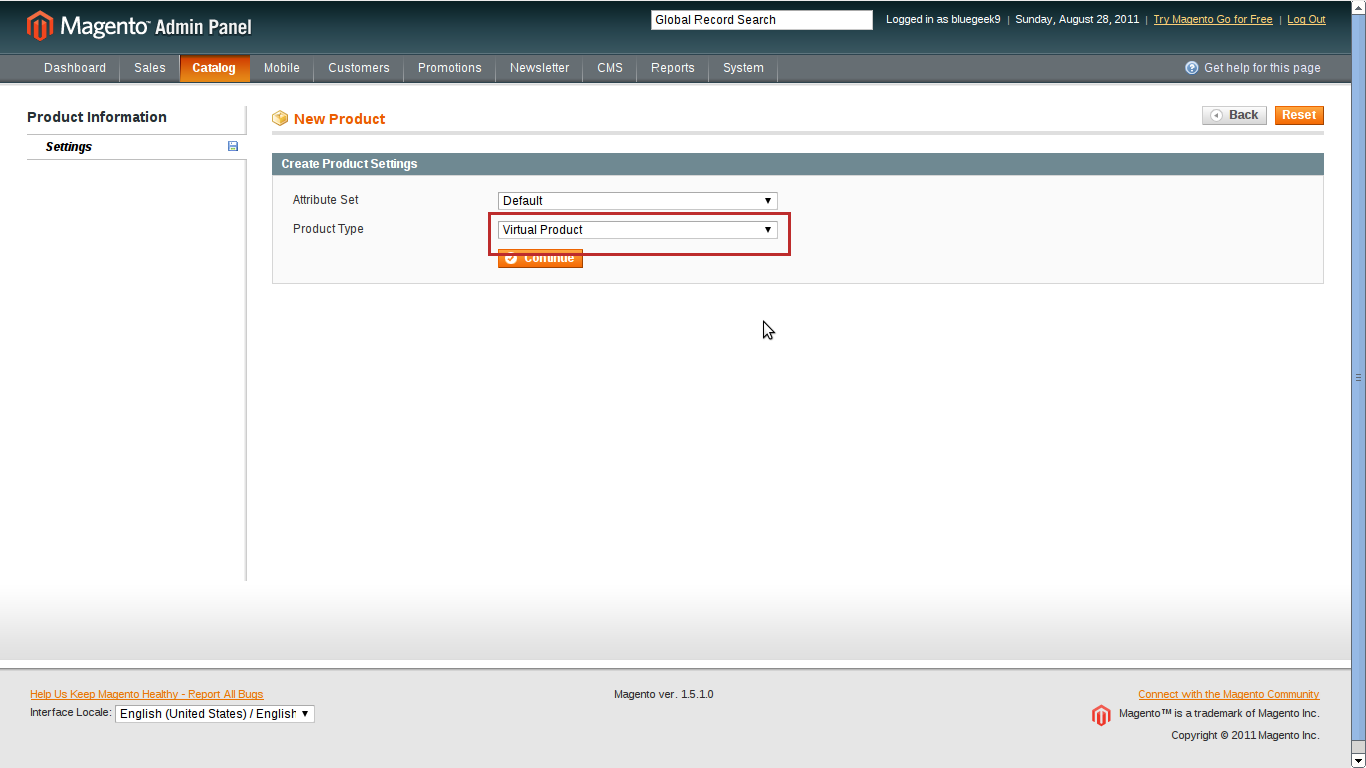 Magento™ Admin Panel
Global Record Search
Logged in as bluegeek9 | Sunday, August 28, 2011 | Try Magento Go for Free | Log Out
Dashboard Sales Catalog Mobile Customers Promotions Newsletter CMS Reports System
Get help for this page
Product Information
Settings
New Product
Back Reset
Create Product Settings
Attribute Set Default
Product Type Virtual Product
Continue
Help Us Keep Magento Healthy - Report All Bugs
Interface Locale: English (United States) / English
Magento ver. 1.5.1.0
Connect with the Magento Community
Magento™ is a trademark of Magento Inc.
Copyright © 2011 Magento Inc.